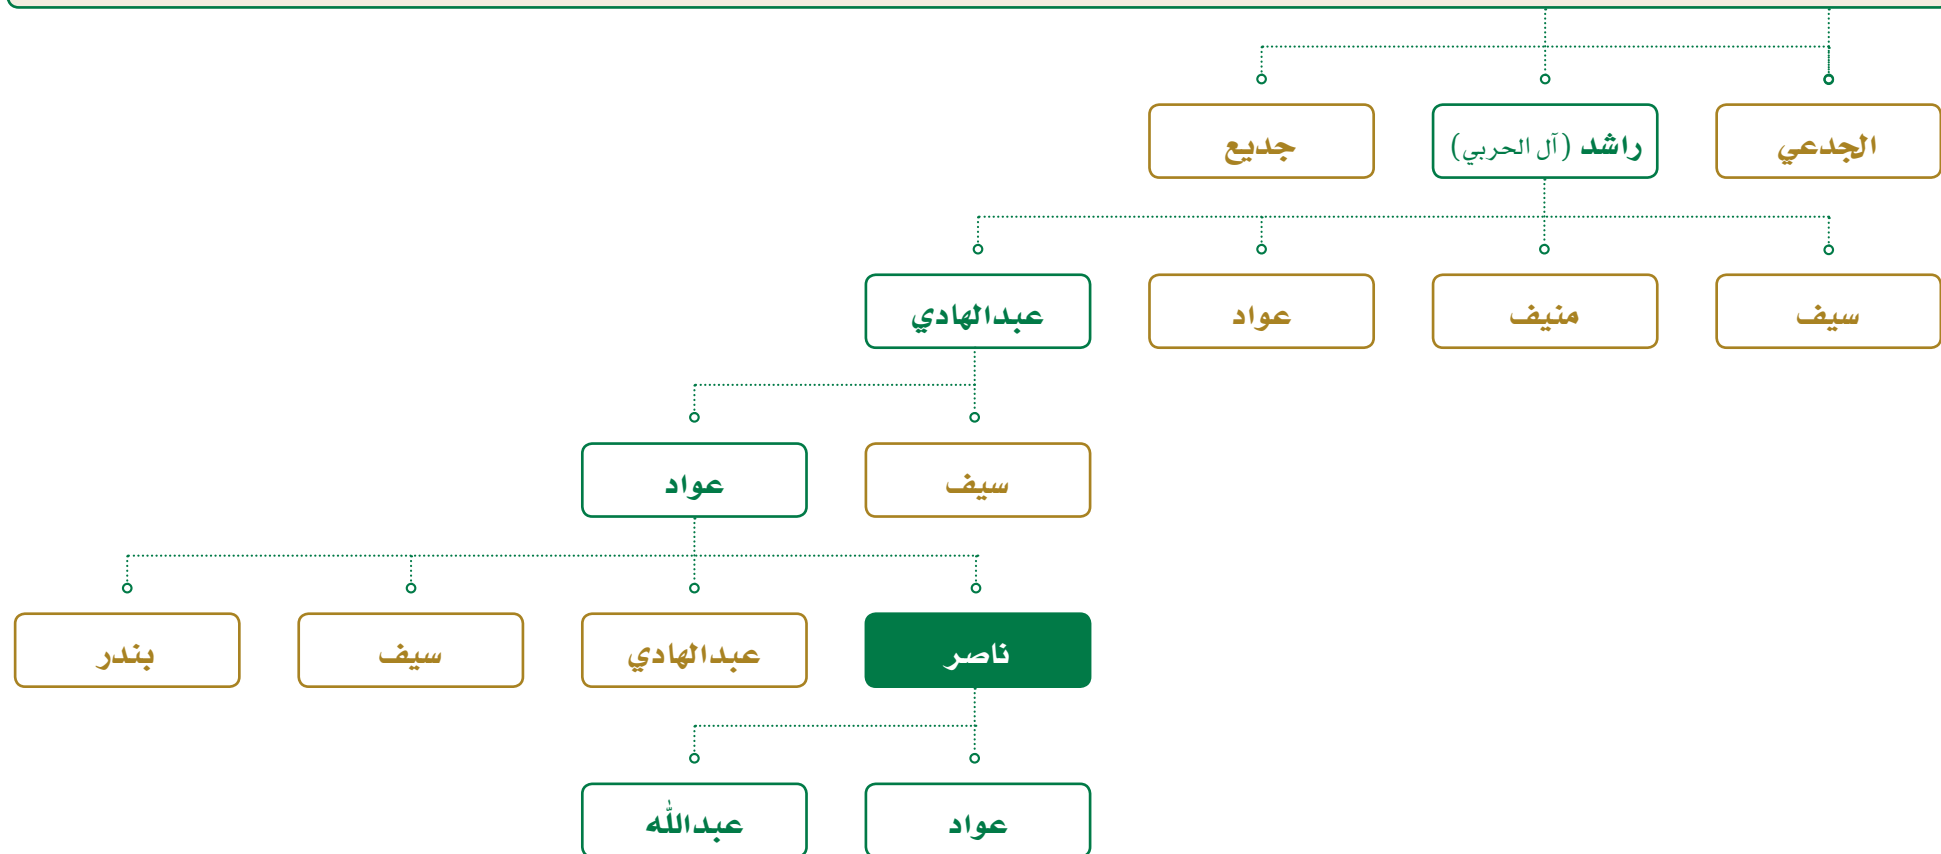 الجدعي
راشد (آل الحربي)
جديع
سيف
منيف
عواد
عبدالهادي
سيف
عواد
ناصر
عبدالهادي
سيف
بندر
عواد
عبدالله